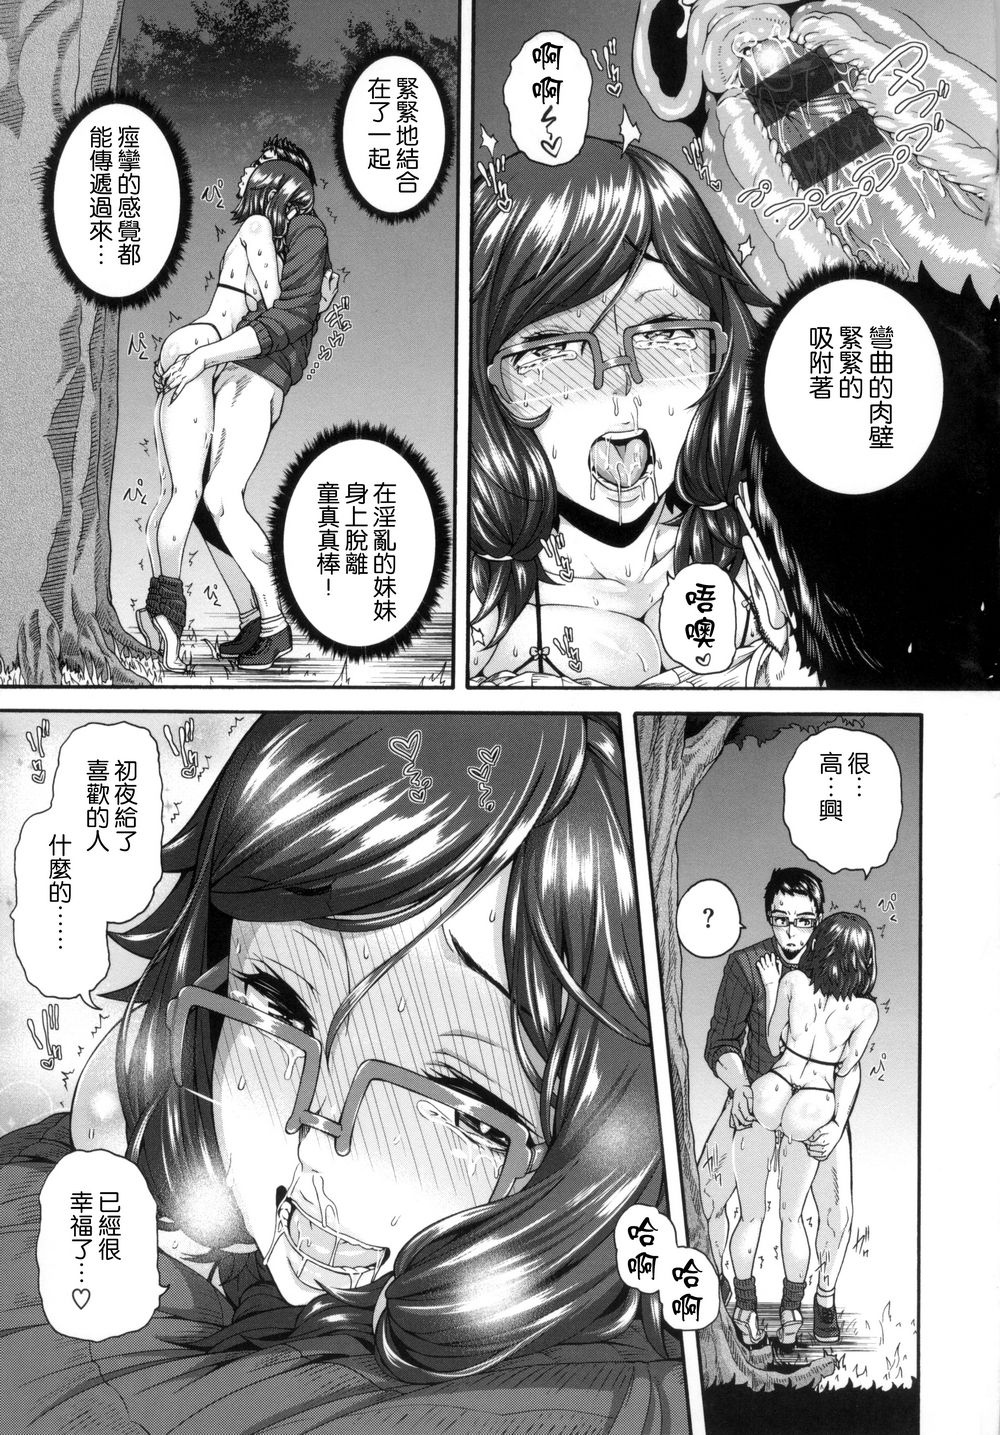 啊啊
啊～
彎曲的肉壁
緊緊的
吸附著
唔噢
緊緊地結合
在了一起
痙攣的感覺都
能傳遞過來…
在淫亂的妹妹
身上脫離
童真真棒！
很…
高…興
？
哈啊
哈啊
初夜給了
喜歡的人
什麼的……
已經很
幸福了…♡